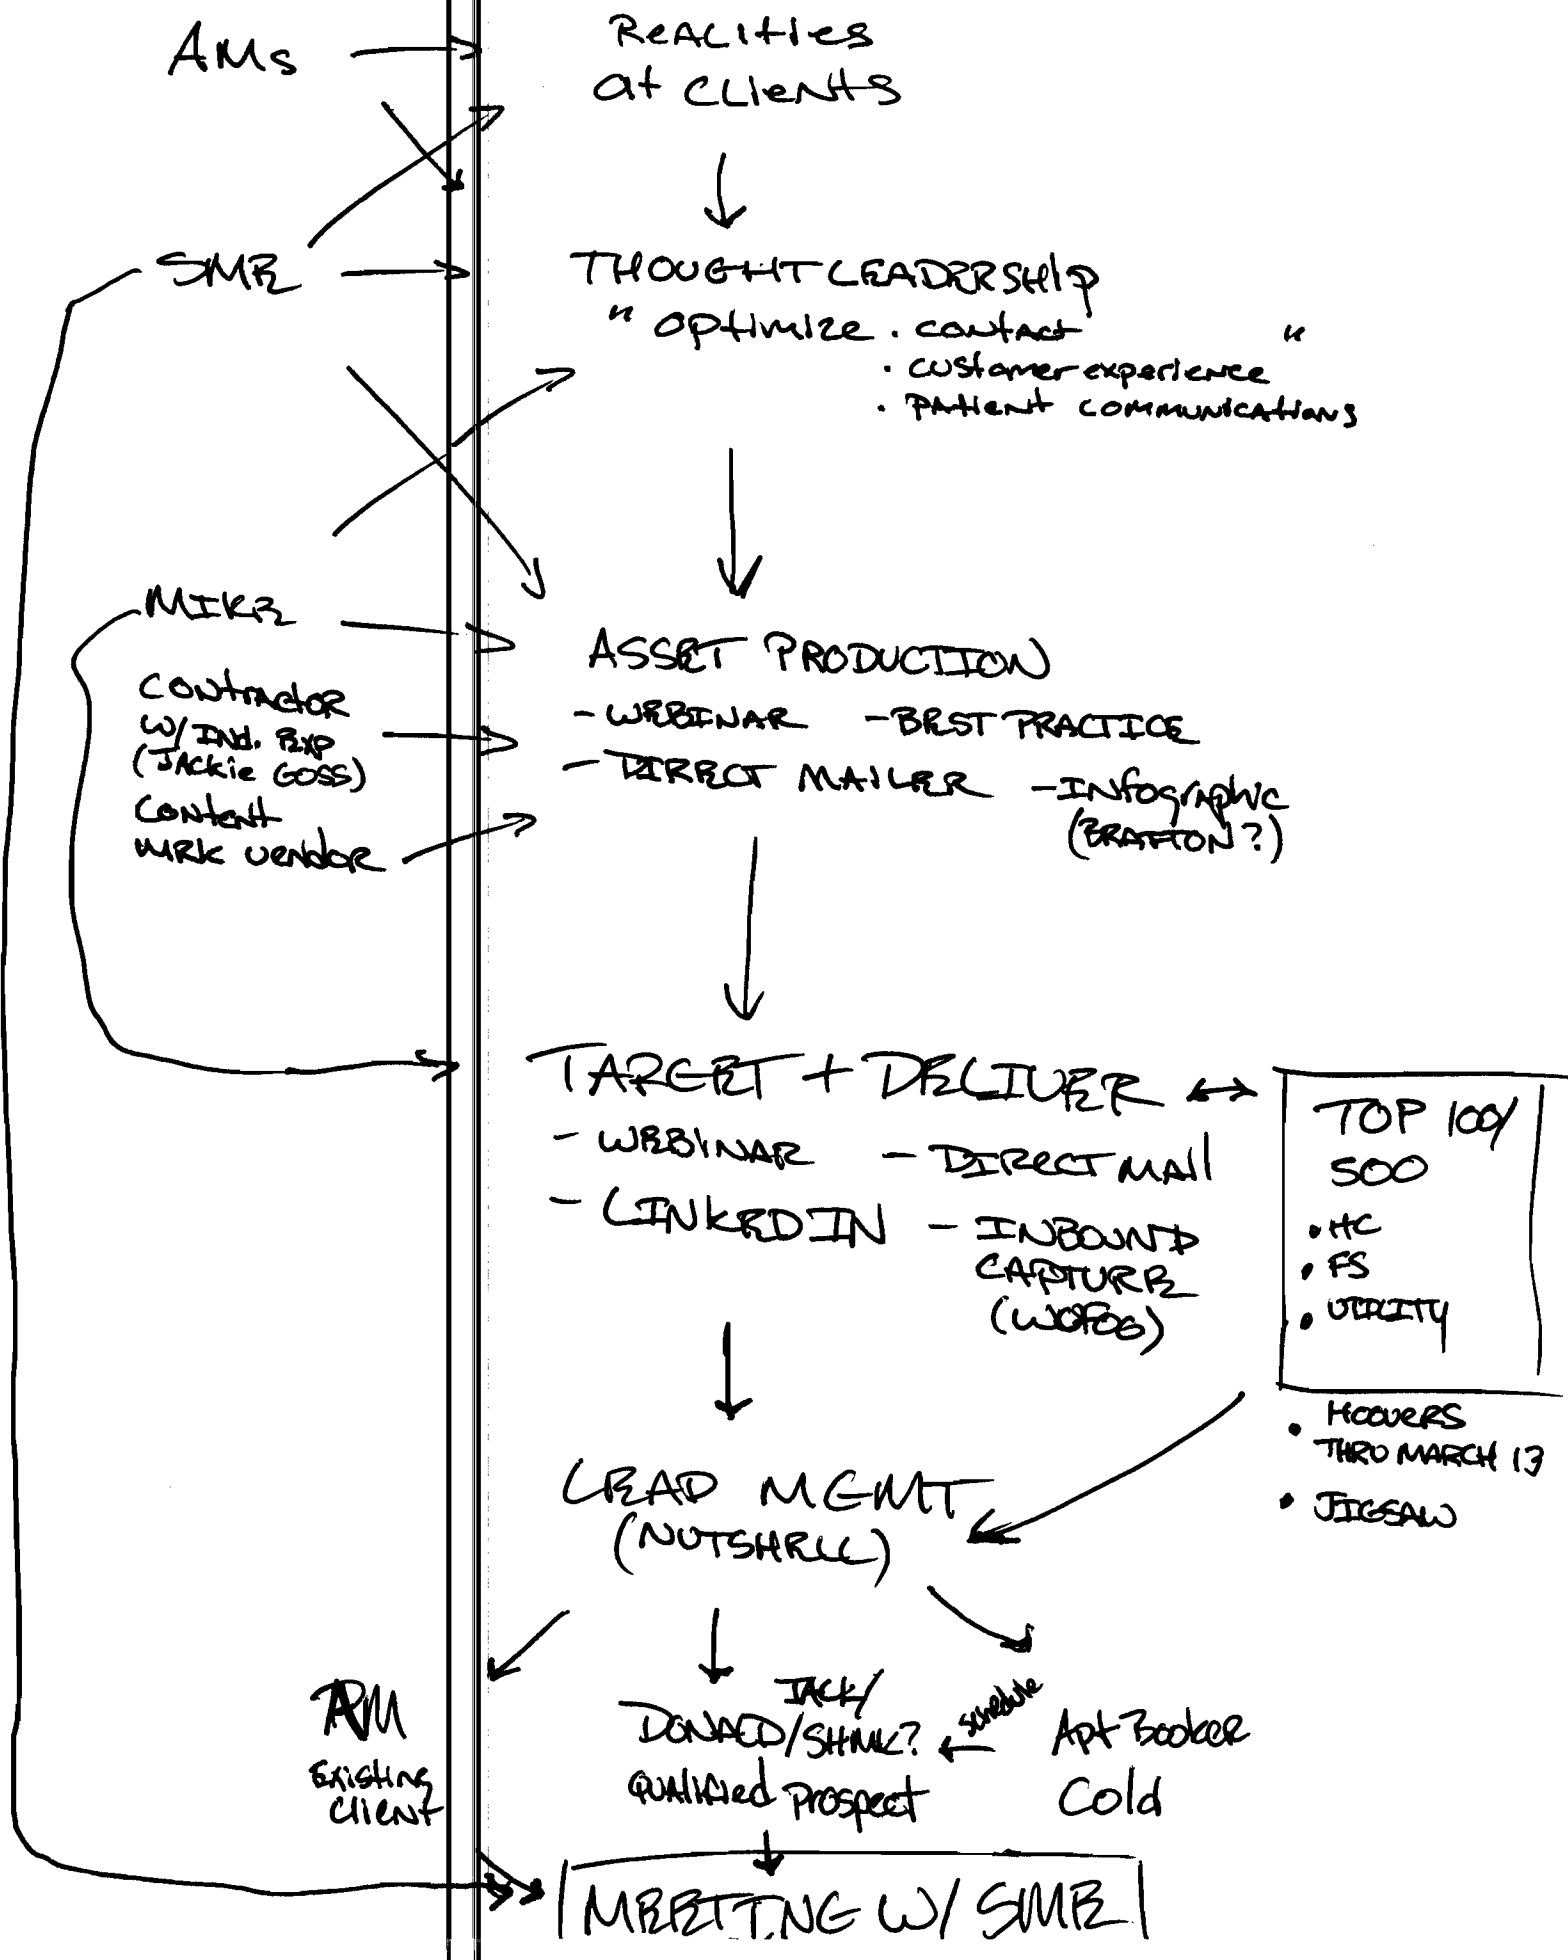 AMs
Realities
at clients
SME
THOUGHT LEADERSHIP
" optimize . contact "
. customer experience
. patient communications
MIKE
CONTRACTOR
W/ IND. EXP
(JACKIE GOSS)
CONTENT
MRK VENDOR
ASSET PRODUCTION
- WEBINAR - BEST PRACTICE
- DIRECT MAILER - INFOGRAPHIC
(BRAFTON?)
TARGET + DELIVER
- WEBINAR - DIRECT MAIL
- LINKEDIN - INBOUND
CAPTURE
TOP 100/
500
• HC
• FS
• UTILITY
• HOOVERS
THRU MARCH 13
• JIGSAW
LEAD MGMT
(NUTSHELL)
AM
Existing
Client
JACK/
DONALD/SHMK?
Qualified Prospect
schedule
Apt Booker
Cold
MEETING W/ SME